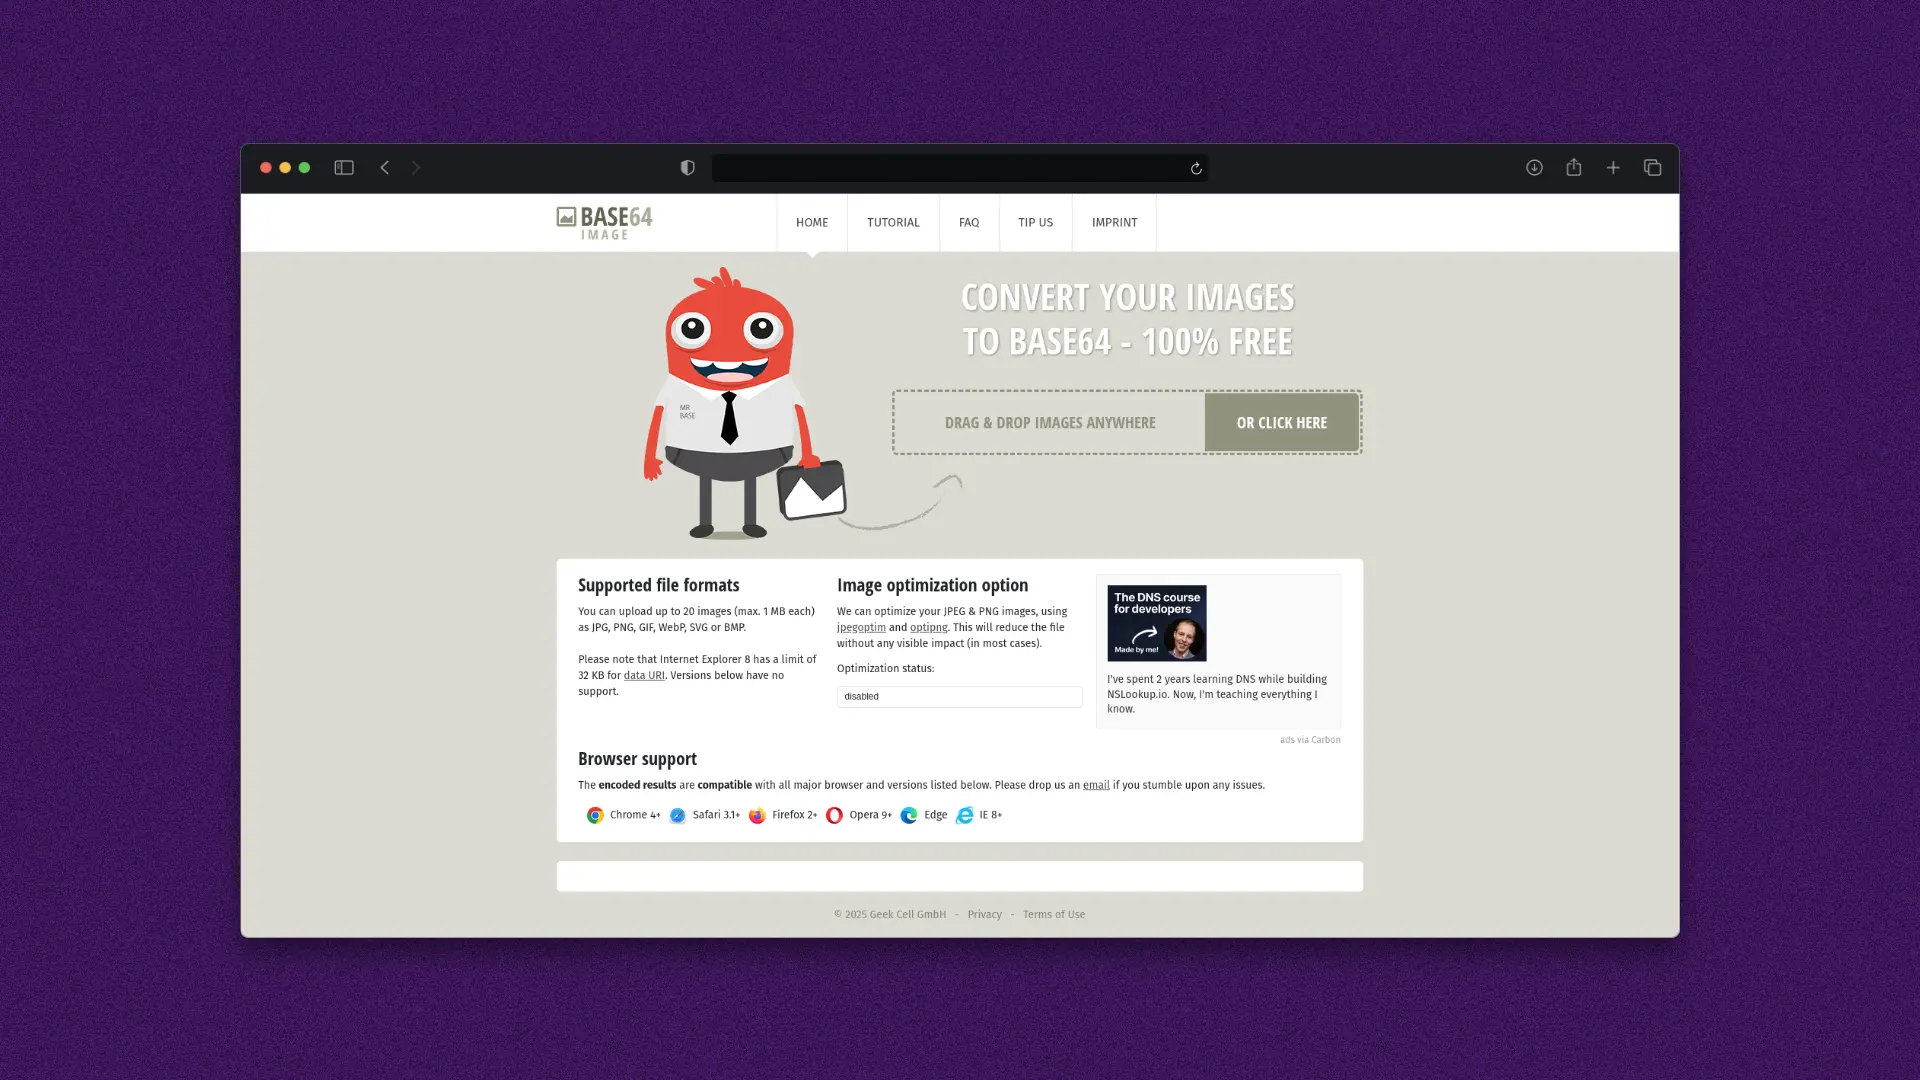 BASE64
IMAGE
HOME
TUTORIAL
FAQ
TIP US
IMPRINT
CONVERT YOUR IMAGES
TO BASE64 - 100% FREE
MR
BASE
DRAG & DROP IMAGES ANYWHERE
OR CLICK HERE
Supported file formats
You can upload up to 20 images (max. 1 MB each)
as JPG, PNG, GIF, WebP, SVG or BMP.
Please note that Internet Explorer 8 has a limit of
32 KB for data URI. Versions below have no
support.
Image optimization option
We can optimize your JPEG & PNG images, using
jpegoptim and optipng. This will reduce the file
without any visible impact (in most cases).
Optimization status:
disabled
The DNS course
for developers
Made by me!
I've spent 2 years learning DNS while building
NSLookup.io. Now, I'm teaching everything I
know.
ads via Carbon
Browser support
The encoded results are compatible with all major browser and versions listed below. Please drop us an email if you stumble upon any issues.
Chrome 4+
Safari 3.1+
Firefox 2+
Opera 9+
Edge
IE 8+
© 2025 Geek Cell GmbH - Privacy - Terms of Use